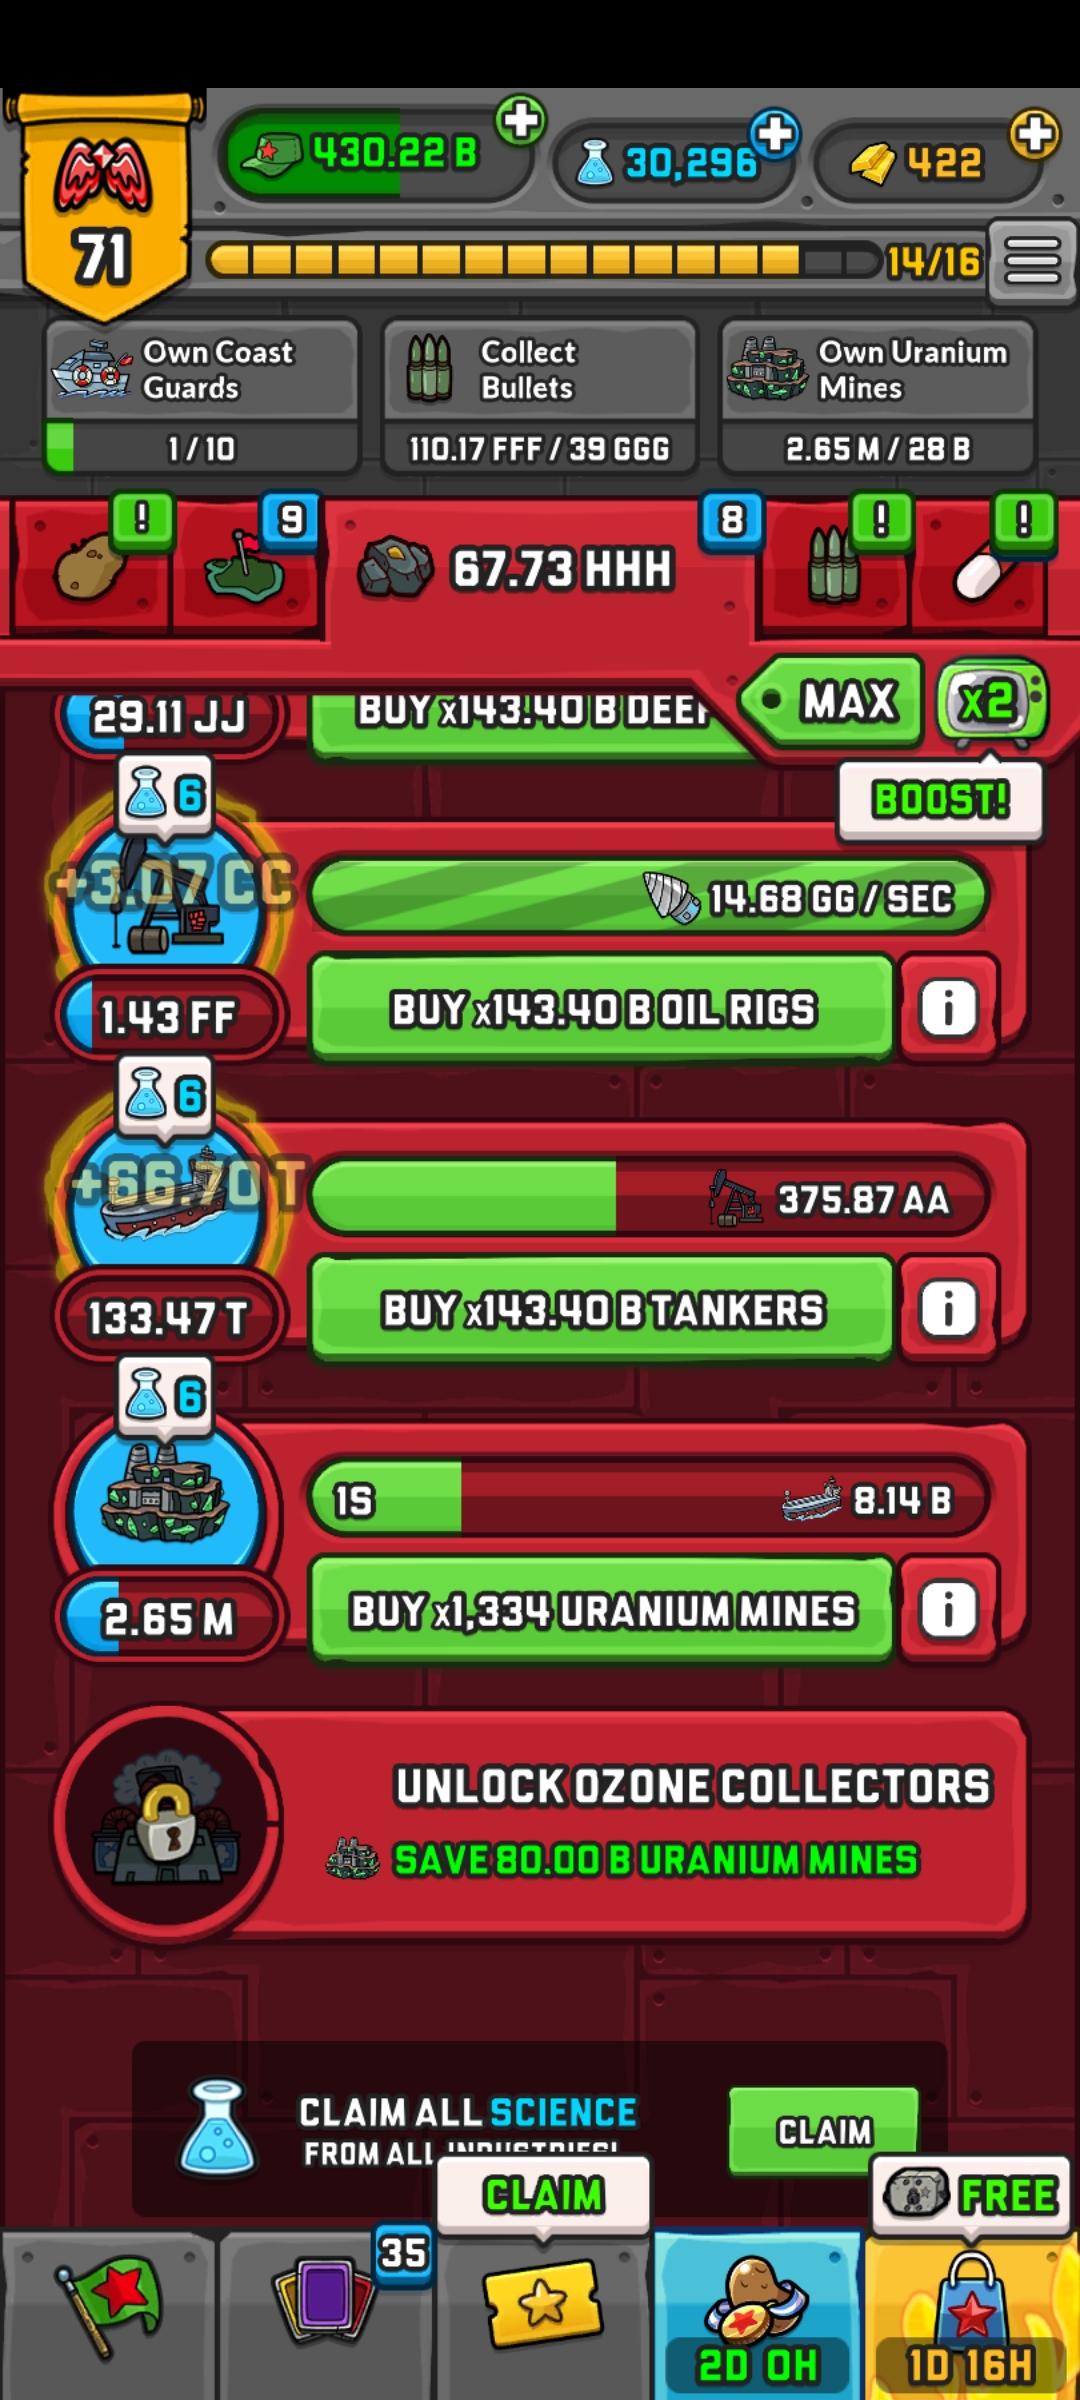 430.22 B
30,296
422
71
14/16
Own Coast
Guards
1 / 10
Collect
Bullets
110.17 FFF / 39 GGG
Own Uranium
Mines
2.65 M / 28 B
!
9
67.73 HHH
8
!
!
MAX
x2
BOOST!
29.11 JJ
BUY x143.40 B DEEP
6
+3.07 CC
14.68 GG / SEC
1.43 FF
BUY x143.40 B OIL RIGS
i
6
+66.70 T
375.87 AA
133.47 T
BUY x143.40 B TANKERS
i
6
1S
8.14 B
2.65 M
BUY x1,334 URANIUM MINES
i
UNLOCK OZONE COLLECTORS
SAVE 80.00 B URANIUM MINES
CLAIM ALL SCIENCE
FROM ALL INDUSTRIES!
CLAIM
CLAIM
FREE
35
2D 0H
1D 16H